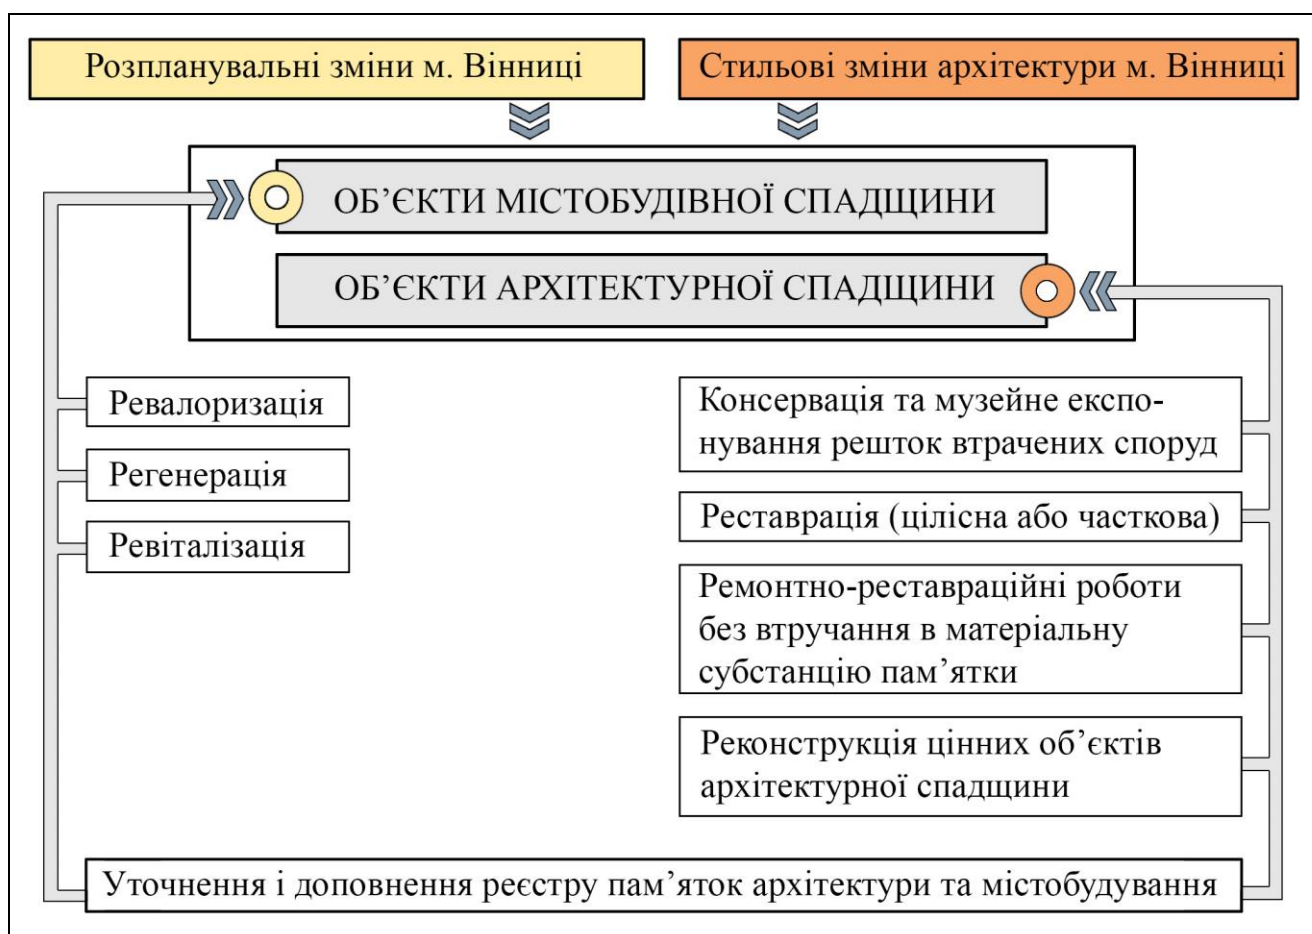 Розпланувальні зміни м. Вінниці
Стильові зміни архітектури м. Вінниці
ОБ’ЄКТИ МІСТОБУДІВНОЇ СПАДЩИНИ
ОБ’ЄКТИ АРХІТЕКТУРНОЇ СПАДЩИНИ
Ревалоризація
Регенерація
Ревіталізація
Консервація та музейне експо-
нування решток втрачених споруд
Реставрація (цілісна або часткова)
Ремонтно-реставраційні роботи
без втручання в матеріальну
субстанцію пам’ятки
Реконструкція цінних об’єктів
архітектурної спадщини
Уточнення і доповнення реєстру пам’яток архітектури та містобудування